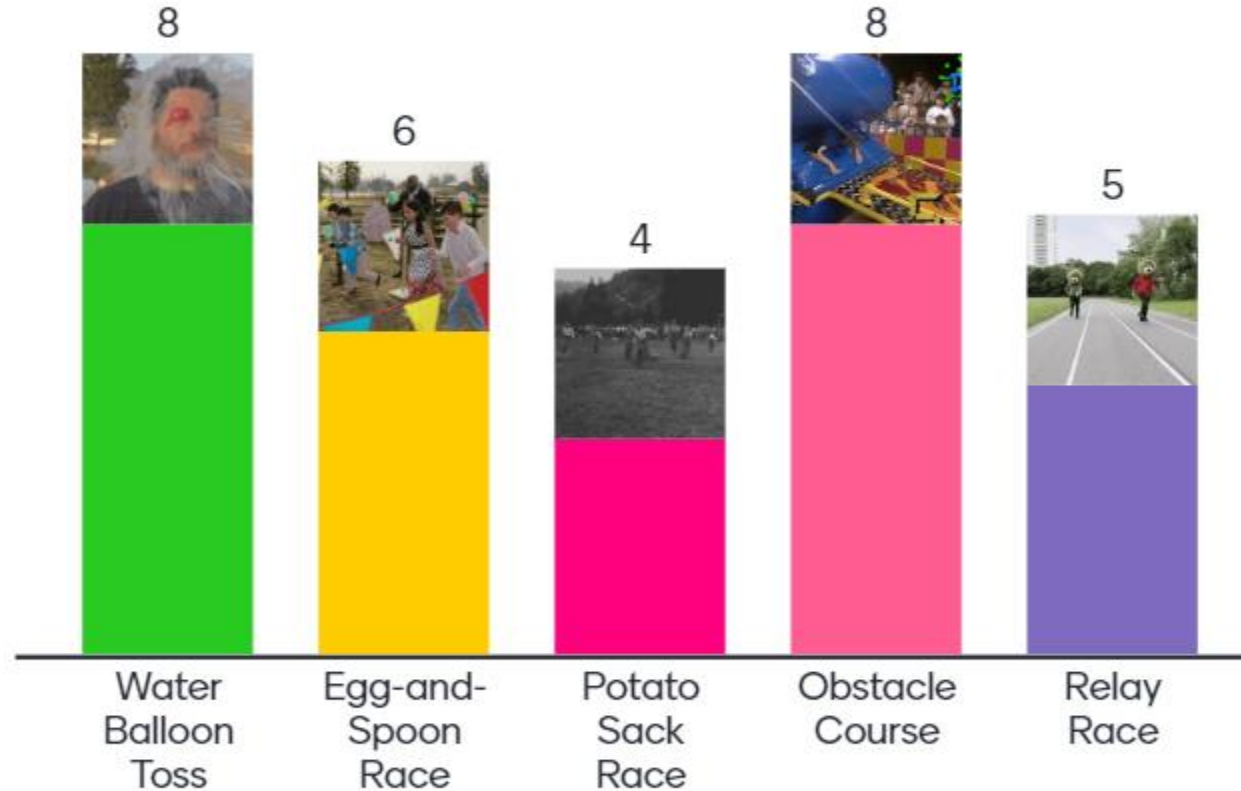 8
6
4
8
5
Water
Balloon
Toss
Egg-and-
Spoon
Race
Potato
Sack
Race
Obstacle
Course
Relay
Race